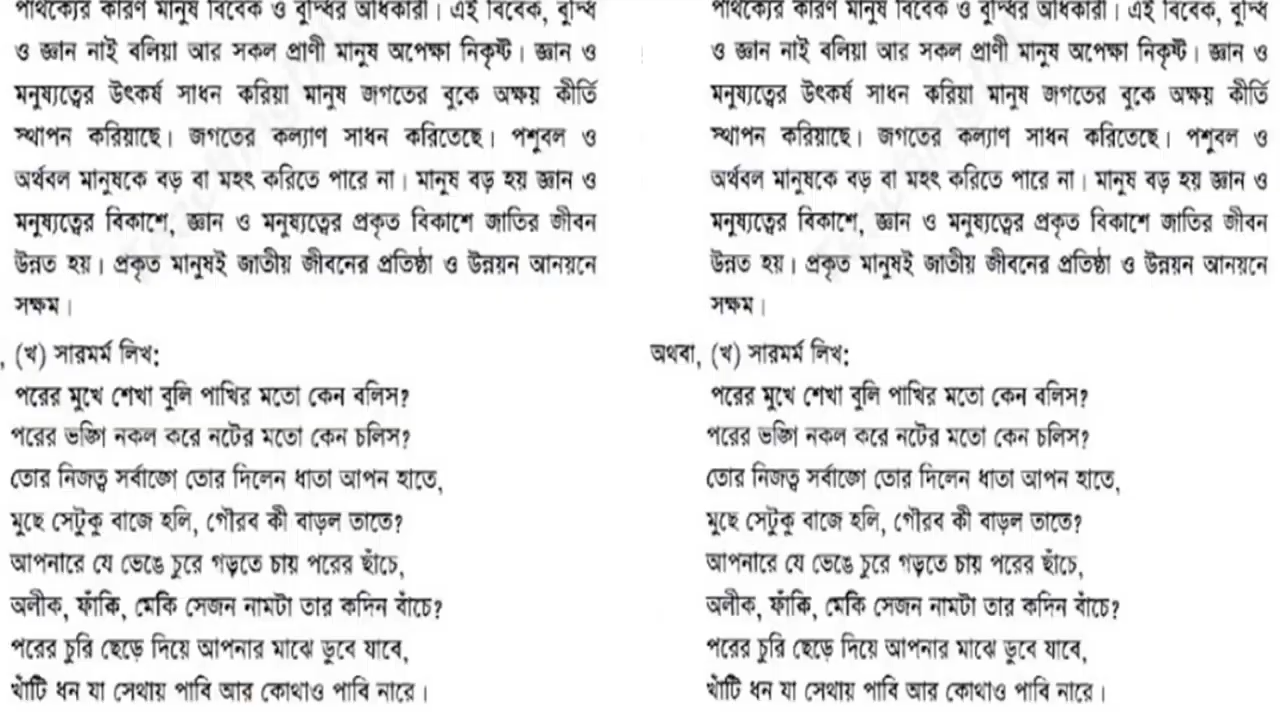 পার্থক্যের কারণ মানুষ বিবেক ও বুদ্ধির অধিকারী। এই বিবেক, বুদ্ধি
ও জ্ঞান নাই বলিয়া আর সকল প্রাণী মানুষ অপেক্ষা নিকৃষ্ট। জ্ঞান ও
মনুষ্যত্বের উৎকর্ষ সাধন করিয়া মানুষ জগতের বুকে অক্ষয় কীর্তি
স্থাপন করিয়াছে। জগতের কল্যাণ সাধন করিতেছে। পশুবল ও
অর্থবল মানুষকে বড় বা মহৎ করিতে পারে না। মানুষ বড় হয় জ্ঞান ও
মনুষ্যত্বের বিকাশে, জ্ঞান ও মনুষ্যত্বের প্রকৃত বিকাশে জাতির জীবন
উন্নত হয়। প্রকৃত মানুষই জাতীয় জীবনের প্রতিষ্ঠা ও উন্নয়ন আনয়নে
সক্ষম।
, (খ) সারমর্ম লিখ:
পরের মুখে শেখা বুলি পাখির মতো কেন বলিস?
পরের ভঙ্গি নকল করে নটের মতো কেন চলিস?
তোর নিজত্ব সর্বাঙ্গে তোর দিলেন ধাতা আপন হাতে,
মুছে সেটুকু বাজে হলি, গৌরব কী বাড়ল তাতে?
আপনারে যে ভেঙে চুরে গড়তে চায় পরের ছাঁচে,
অলীক, ফাঁকি, মেকি সেজন নামটা তার কদিন বাঁচে?
পরের চুরি ছেড়ে দিয়ে আপনার মাঝে ডুবে যাবে,
খাঁটি ধন যা সেথায় পাবি আর কোথাও পাবি নারে।
পার্থক্যের কারণ মানুষ বিবেক ও বুদ্ধির অধিকারী। এই বিবেক, বুদ্ধি
ও জ্ঞান নাই বলিয়া আর সকল প্রাণী মানুষ অপেক্ষা নিকৃষ্ট। জ্ঞান ও
মনুষ্যত্বের উৎকর্ষ সাধন করিয়া মানুষ জগতের বুকে অক্ষয় কীর্তি
স্থাপন করিয়াছে। জগতের কল্যাণ সাধন করিতেছে। পশুবল ও
অর্থবল মানুষকে বড় বা মহৎ করিতে পারে না। মানুষ বড় হয় জ্ঞান ও
মনুষ্যত্বের বিকাশে, জ্ঞান ও মনুষ্যত্বের প্রকৃত বিকাশে জাতির জীবন
উন্নত হয়। প্রকৃত মানুষই জাতীয় জীবনের প্রতিষ্ঠা ও উন্নয়ন আনয়নে
সক্ষম।
অথবা, (খ) সারমর্ম লিখ:
পরের মুখে শেখা বুলি পাখির মতো কেন বলিস?
পরের ভঙ্গি নকল করে নটের মতো কেন চলিস?
তোর নিজত্ব সর্বাঙ্গে তোর দিলেন ধাতা আপন হাতে,
মুছে সেটুকু বাজে হলি, গৌরব কী বাড়ল তাতে?
আপনারে যে ভেঙে চুরে গড়তে চায় পরের ছাঁচে,
অলীক, ফাঁকি, মেকি সেজন নামটা তার কদিন বাঁচে?
পরের চুরি ছেড়ে দিয়ে আপনার মাঝে ডুবে যাবে,
খাঁটি ধন যা সেথায় পাবি আর কোথাও পাবি নারে।